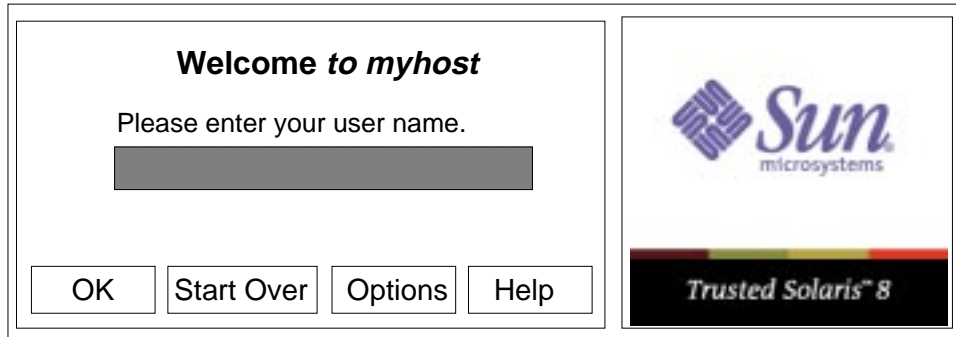 Welcome to myhost
Please enter your user name.
OK
Start Over
Options
Help
Sun
microsystems
Trusted Solaris™ 8